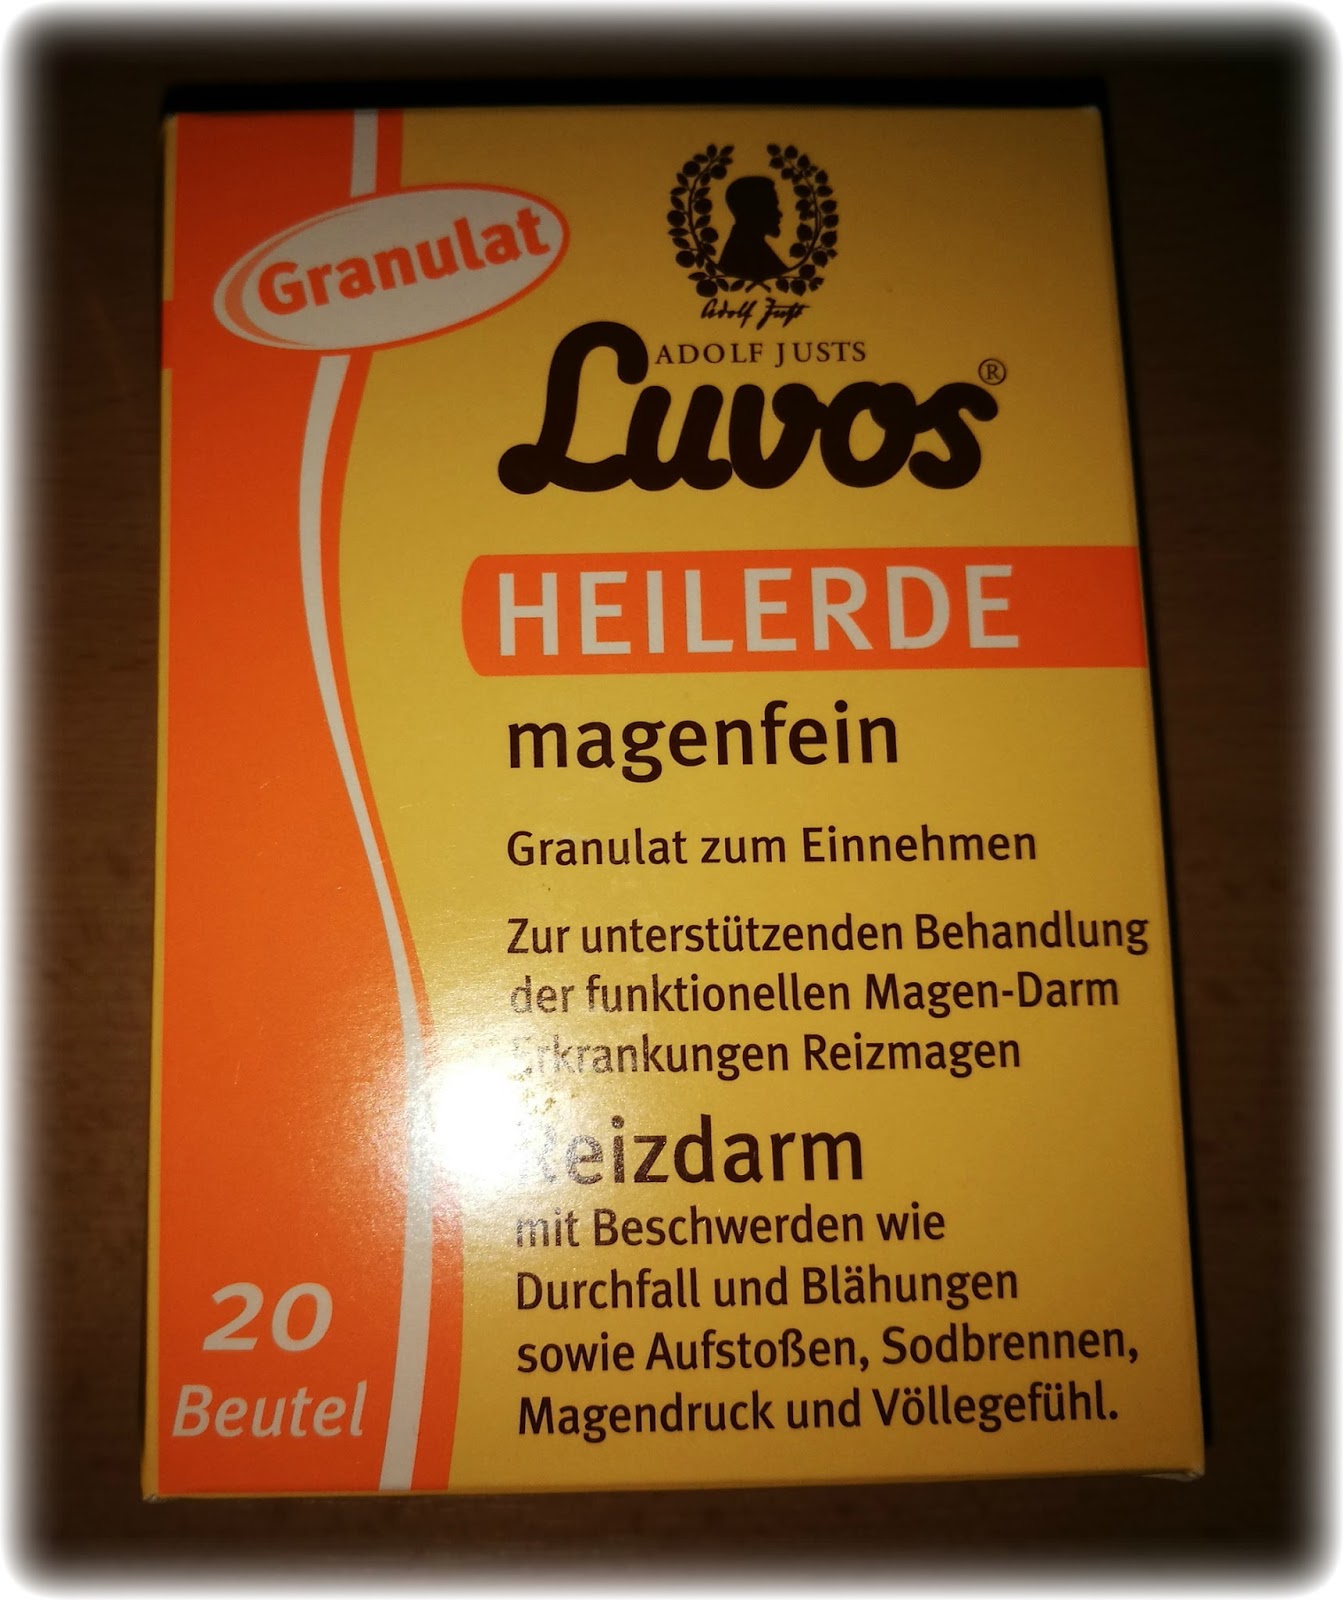 Granulat
Adolf Just
ADOLF JUSTS
Luvos®
HEILERDE
magenfein
Granulat zum Einnehmen
Zur unterstützenden Behandlung
der funktionellen Magen-Darm
Erkrankungen Reizmagen
Reizdarm
mit Beschwerden wie
Durchfall und Blähungen
sowie Aufstoßen, Sodbrennen,
Magendruck und Völlegefühl.
20
Beutel